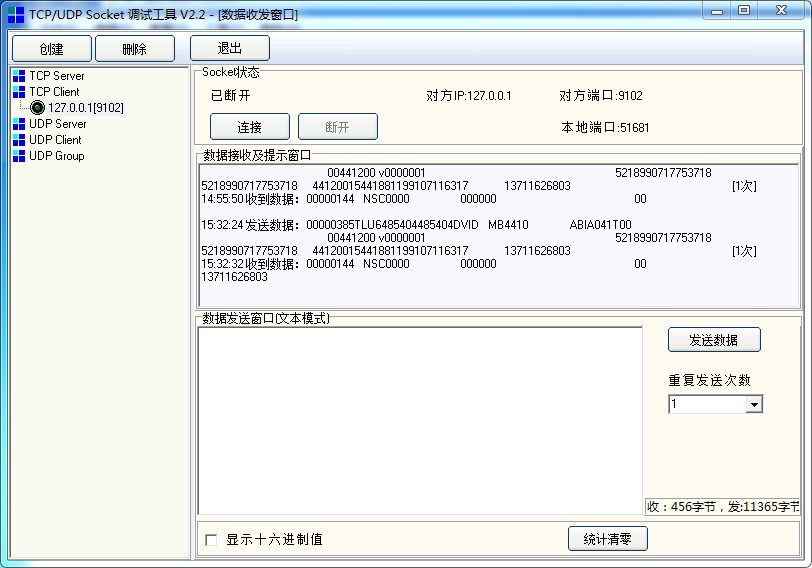 TCP/UDP Socket 调试工具 V2.2 - [数据收发窗口]
创建 删除 退出
TCP Server
TCP Client
127.0.0.1[9102]
UDP Server
UDP Client
UDP Group
Socket状态
已断开 对方IP:127.0.0.1 对方端口:9102
连接 断开 本地端口:51681
数据接收及提示窗口
00441200 v0000001 5218990717753718
5218990717753718 44120015441881199107116317 13711626803 [1次]
14:55:50收到数据：00000144 NSC0000 000000 00
15:32:24发送数据：00000385TLU6485404485404DVID MB4410 ABIA041T00
00441200 v0000001 5218990717753718
5218990717753718 44120015441881199107116317 13711626803 [1次]
15:32:32收到数据：00000144 NSC0000 000000 00
13711626803
数据发送窗口(文本模式)
发送数据
重复发送次数
1
收：456字节，发:11365字节
显示十六进制值 统计清零